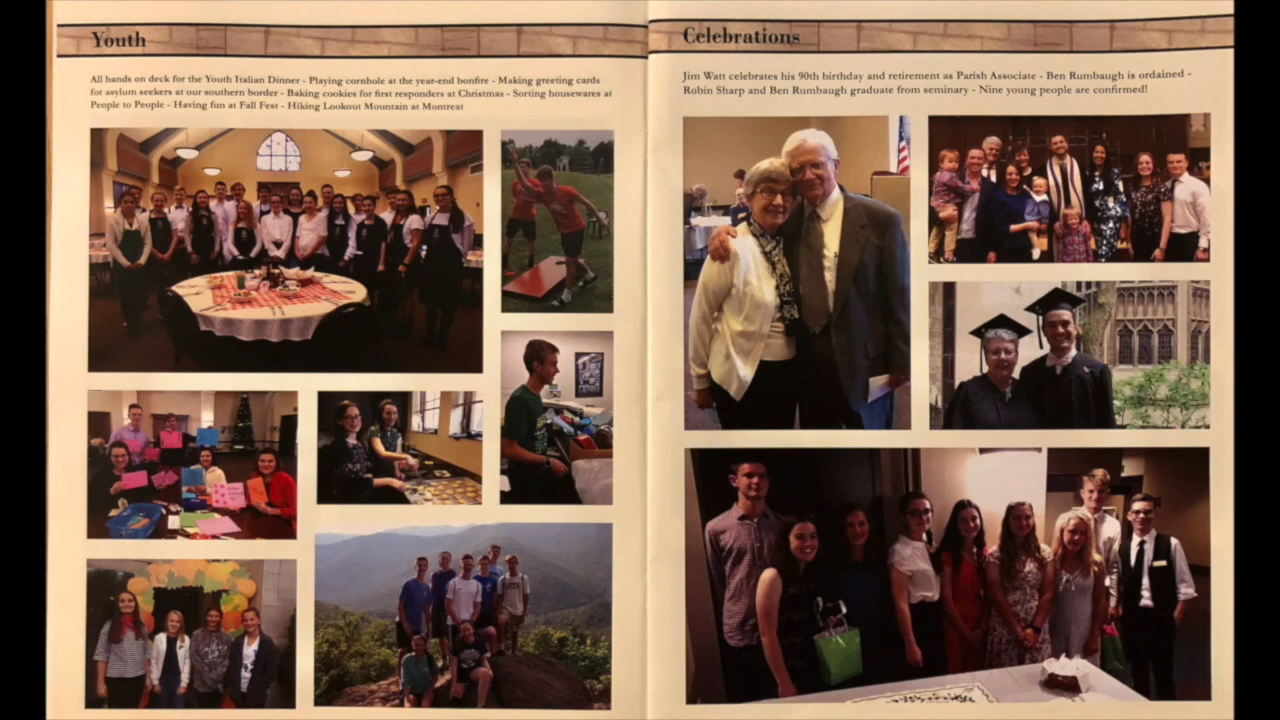 Youth
All hands on deck for the Youth Italian Dinner - Playing cornhole at the year-end bonfire - Making greeting cards
for asylum seekers at our southern border - Baking cookies for first responders at Christmas - Sorting housewares at
People to People - Having fun at Fall Fest - Hiking Lookout Mountain at Montreat
Celebrations
Jim Watt celebrates his 90th birthday and retirement as Parish Associate - Ben Rumbaugh is ordained -
Robin Sharp and Ben Rumbaugh graduate from seminary - Nine young people are confirmed!